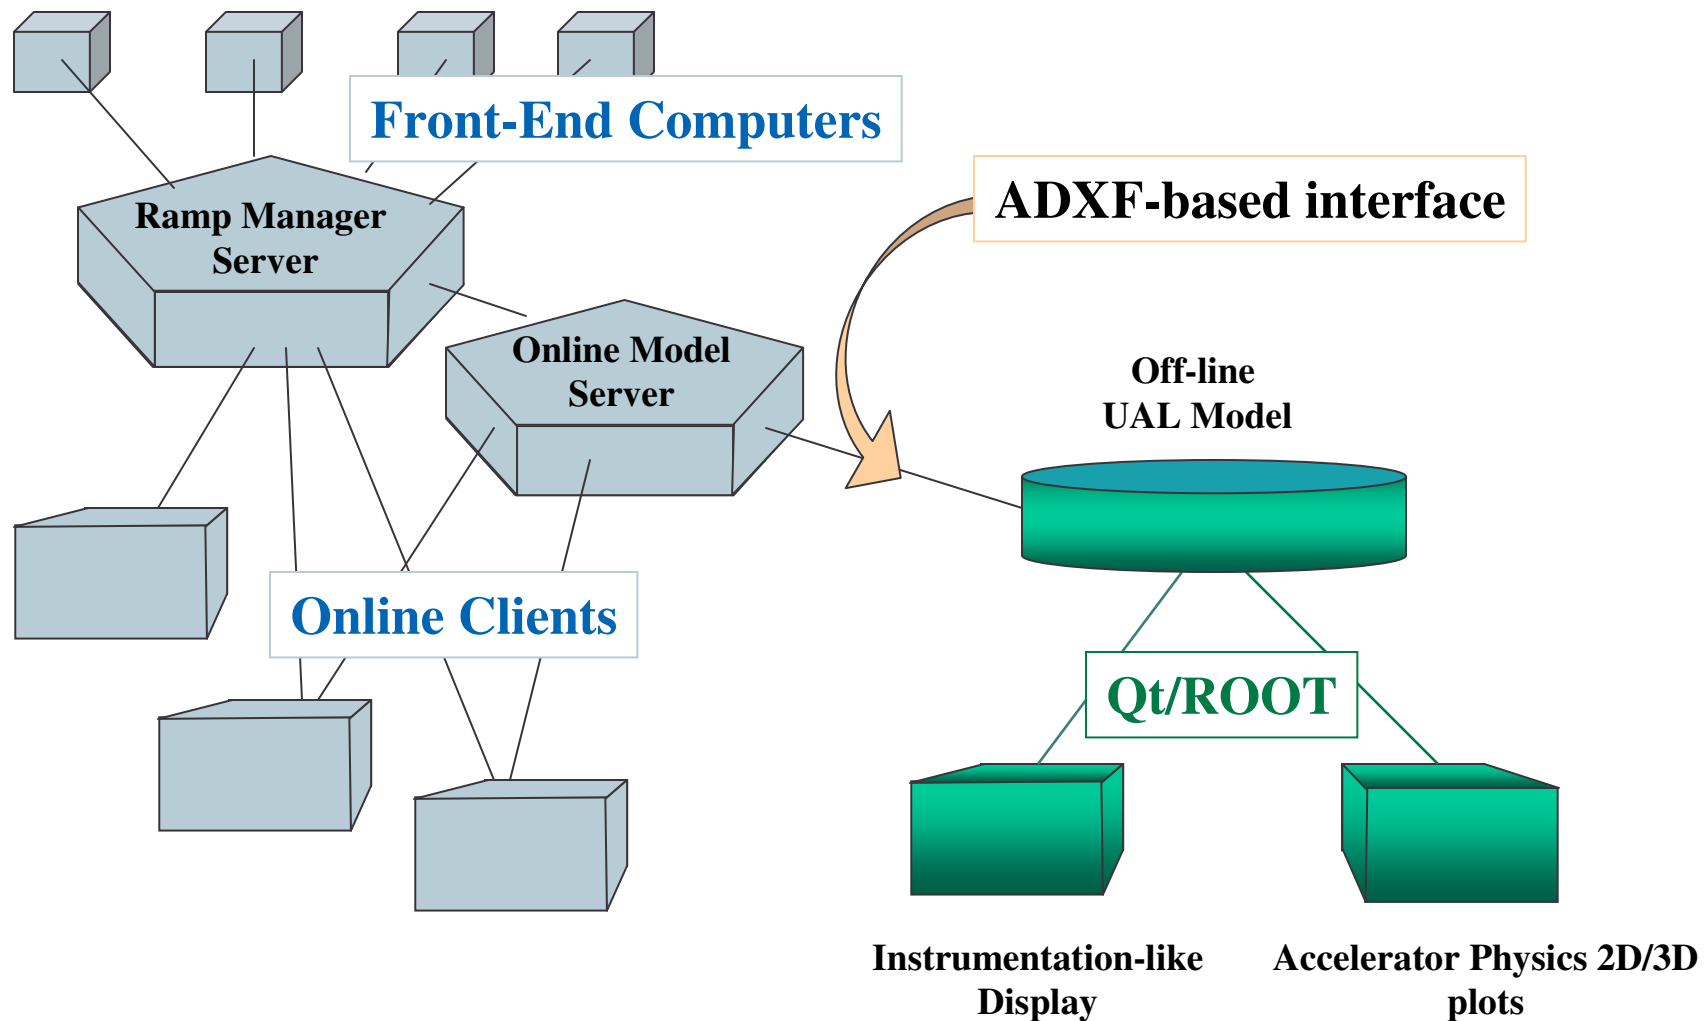 Front-End Computers
Ramp Manager
Server
ADXF-based interface
Online Model
Server
Off-line
UAL Model
Online Clients
Qt/ROOT
Instrumentation-like
Display
Accelerator Physics 2D/3D
plots